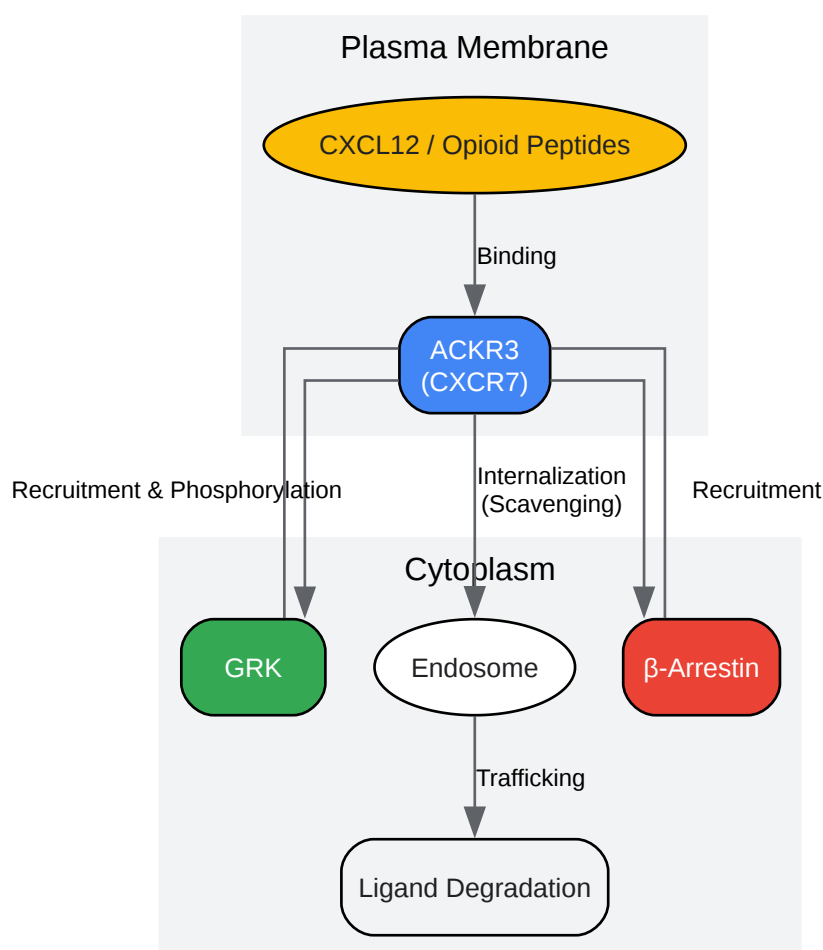 Plasma Membrane
CXCL12 / Opioid Peptides
Binding
ACKR3
(CXCR7)
Recruitment & Phosphorylation
Internalization
(Scavenging)
Recruitment
Cytoplasm
GRK
Endosome
β-Arrestin
Trafficking
Ligand Degradation